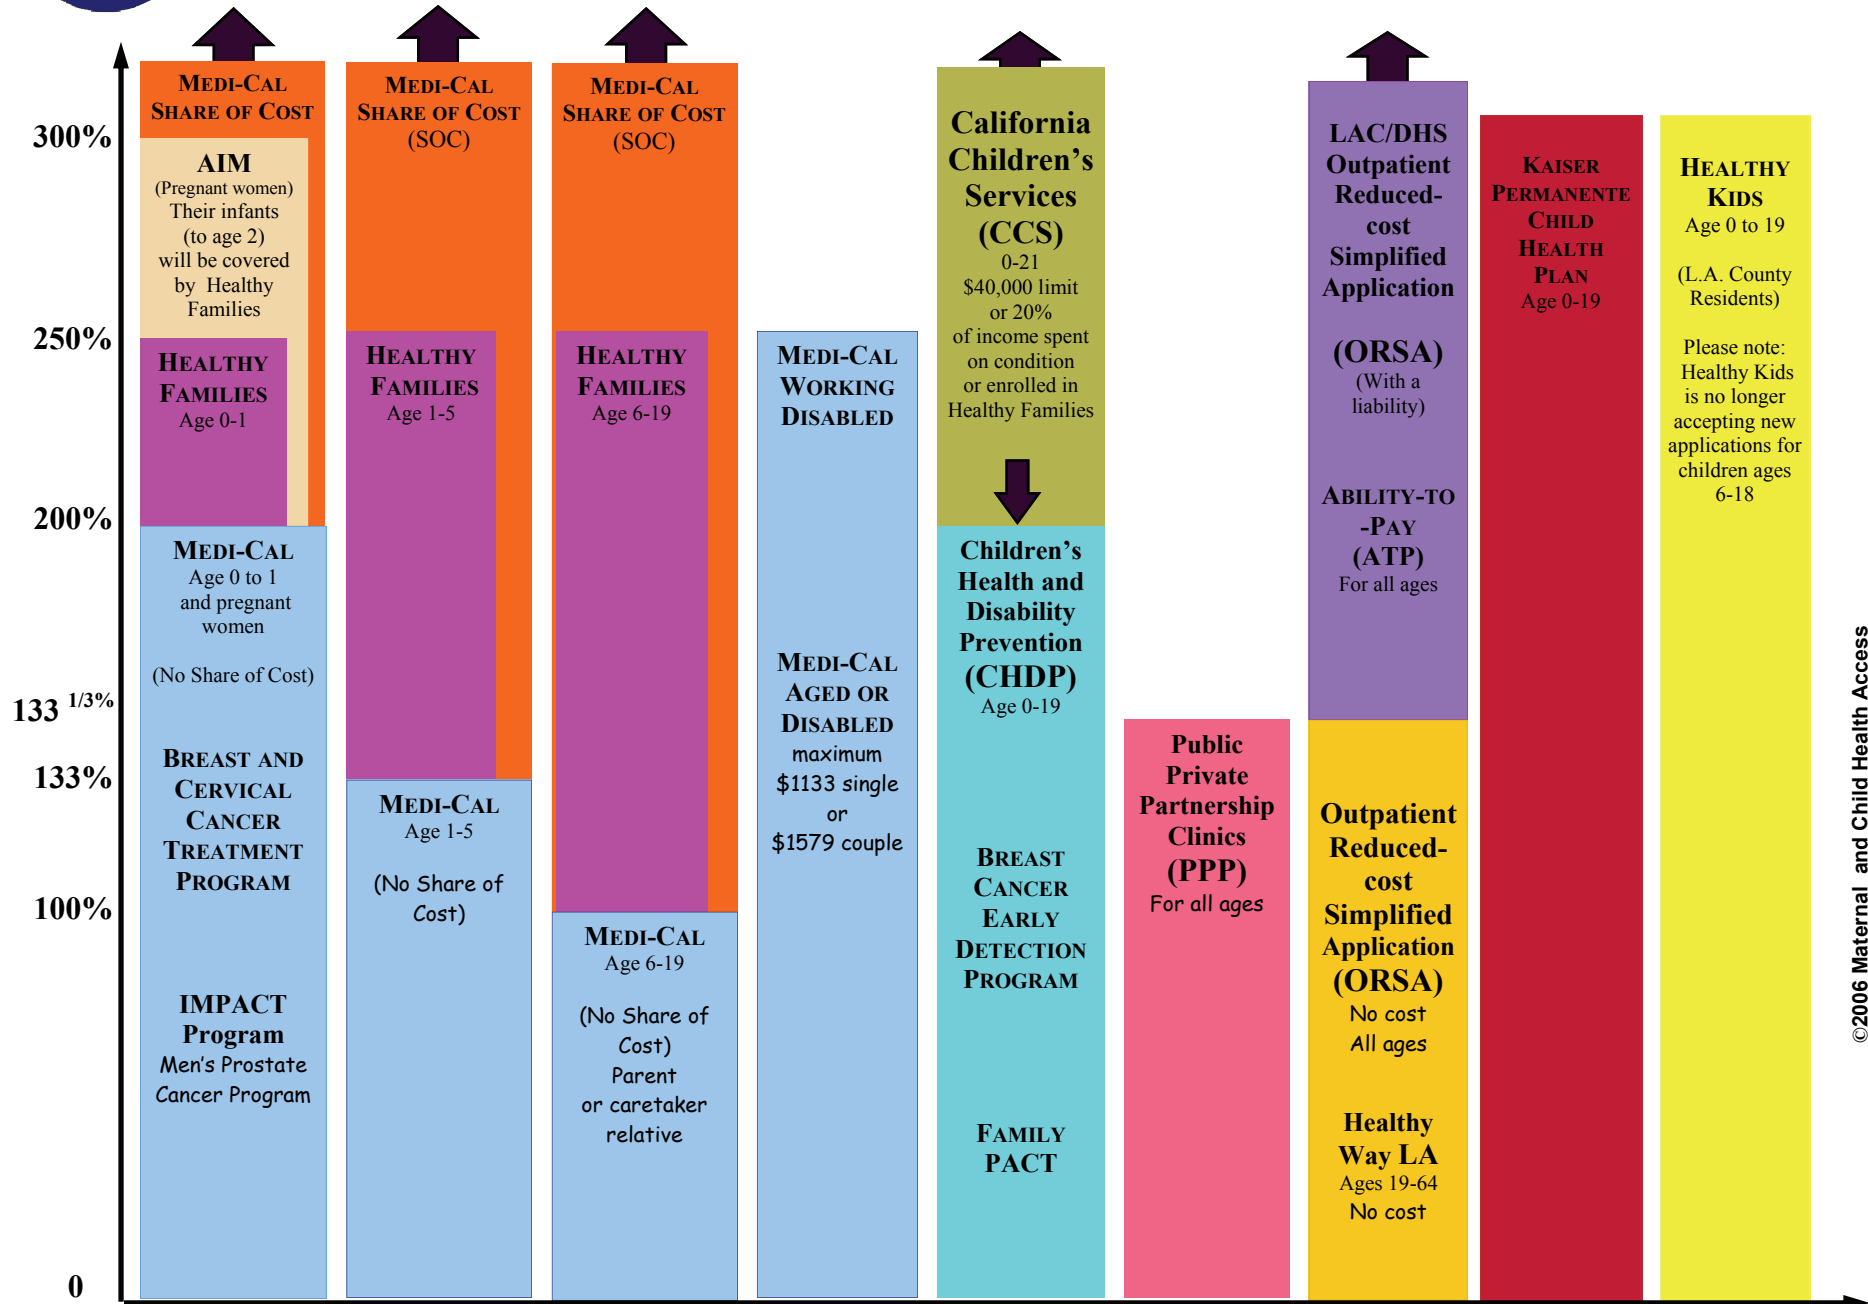 300%
250%
200%
133 1/3%
133%
100%
0
MEDI-CAL
SHARE OF COST
AIM
(Pregnant women)
Their infants
(to age 2)
will be covered
by Healthy
Families
HEALTHY
FAMILIES
Age 0-1
MEDI-CAL
Age 0 to 1
and pregnant
women
(No Share of Cost)
BREAST AND
CERVICAL
CANCER
TREATMENT
PROGRAM
IMPACT
Program
Men's Prostate
Cancer Program
MEDI-CAL
SHARE OF COST
(SOC)
HEALTHY
FAMILIES
Age 1-5
MEDI-CAL
Age 1-5
(No Share of
Cost)
MEDI-CAL
SHARE OF COST
(SOC)
HEALTHY
FAMILIES
Age 6-19
MEDI-CAL
Age 6-19
(No Share of
Cost)
Parent
or caretaker
relative
MEDI-CAL
WORKING
DISABLED
MEDI-CAL
AGED OR
DISABLED
maximum
$1133 single
or
$1579 couple
California
Children's
Services
(CCS)
0-21
$40,000 limit
or 20%
of income spent
on condition
or enrolled in
Healthy Families
Children's
Health and
Disability
Prevention
(CHDP)
Age 0-19
BREAST
CANCER
EARLY
DETECTION
PROGRAM
FAMILY
PACT
Public
Private
Partnership
Clinics
(PPP)
For all ages
LAC/DHS
Outpatient
Reduced-
cost
Simplified
Application
(ORSA)
(With a
liability)
ABILITY-TO
-PAY
(ATP)
For all ages
Outpatient
Reduced-
cost
Simplified
Application
(ORSA)
No cost
All ages
Healthy
Way LA
Ages 19-64
No cost
KAISER
PERMANENTE
CHILD
HEALTH
PLAN
Age 0-19
HEALTHY
KIDS
Age 0 to 19
(L.A. County
Residents)
Please note:
Healthy Kids
is no longer
accepting new
applications for
children ages
6-18
©2006 Maternal and Child Health Access